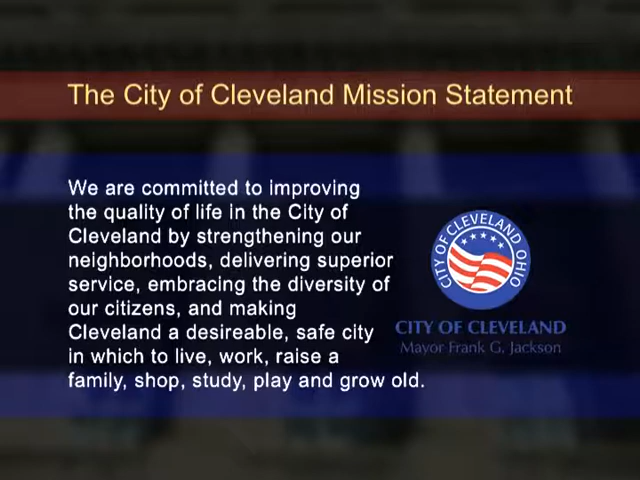 The City of Cleveland Mission Statement
We are committed to improving
the quality of life in the City of
Cleveland by strengthening our
neighborhoods, delivering superior
service, embracing the diversity of
our citizens, and making
Cleveland a desireable, safe city
in which to live, work, raise a
family, shop, study, play and grow old.
CITY OF CLEVELAND OHIO
CITY OF CLEVELAND
Mayor Frank G. Jackson